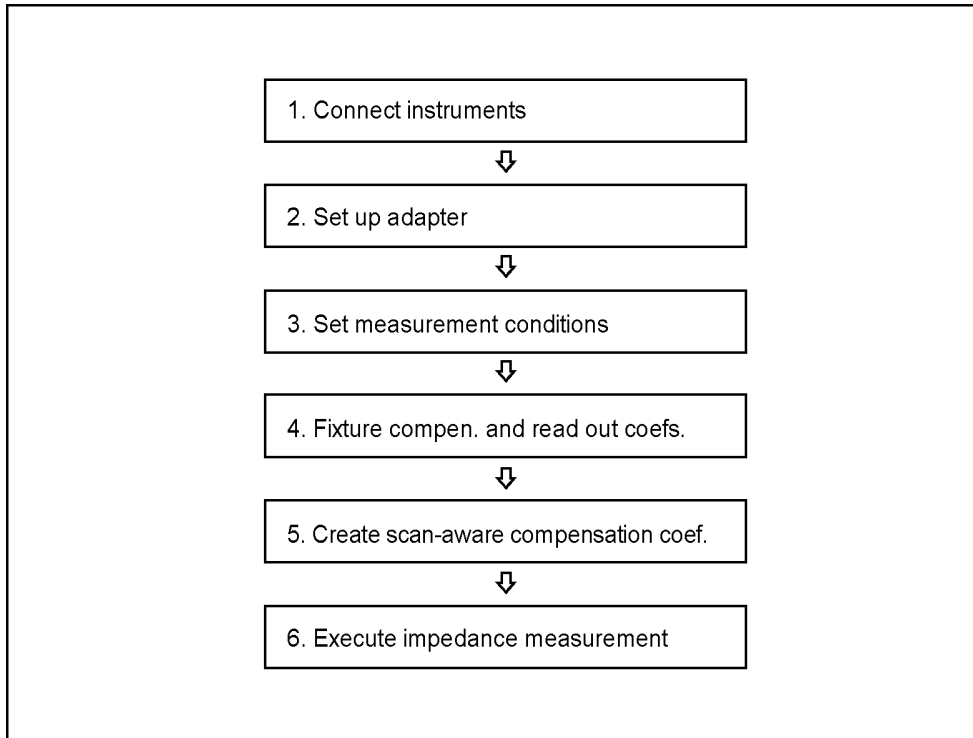 1. Connect instruments
2. Set up adapter
3. Set measurement conditions
4. Fixture compen. and read out coefs.
5. Create scan-aware compensation coef.
6. Execute impedance measurement